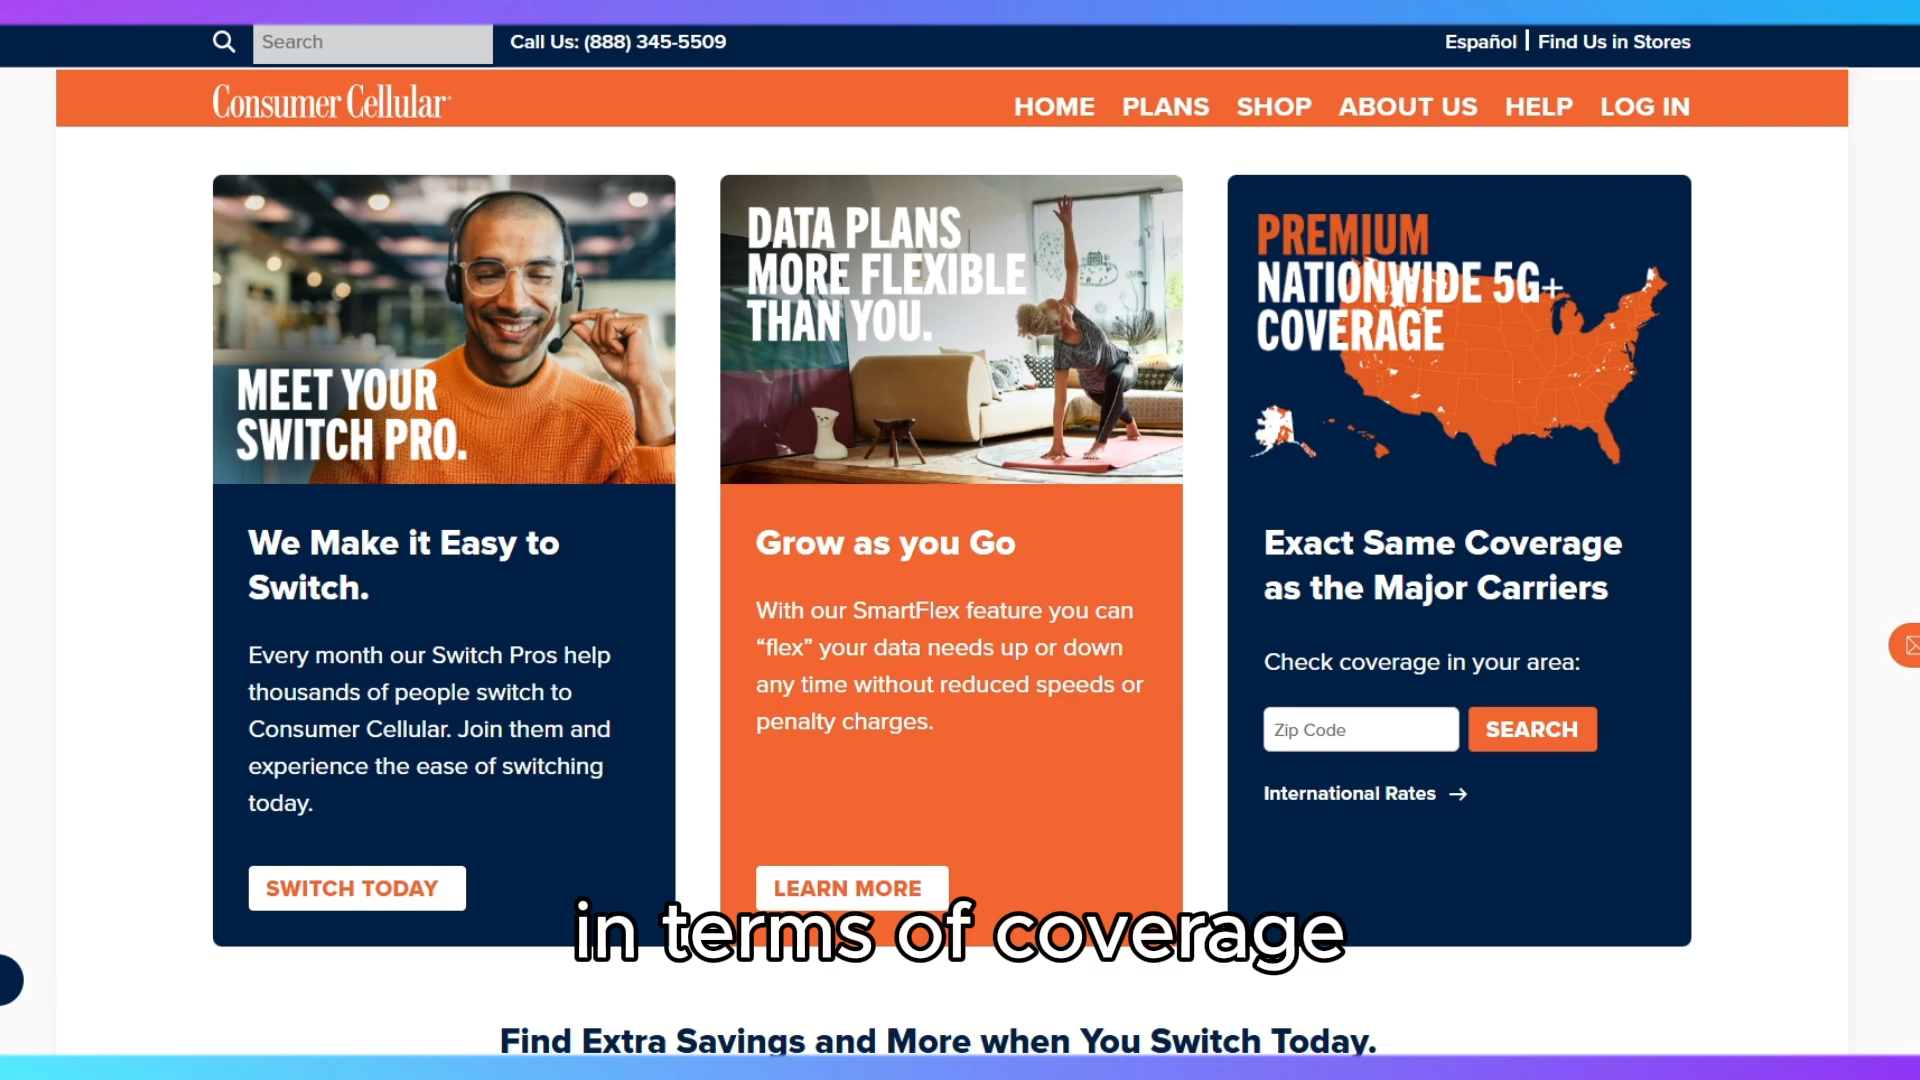 Search
Call Us: (888) 345-5509
Español | Find Us in Stores
Consumer Cellular
HOME PLANS SHOP ABOUT US HELP LOG IN
MEET YOUR
SWITCH PRO.
We Make it Easy to
Switch.
Every month our Switch Pros help
thousands of people switch to
Consumer Cellular. Join them and
experience the ease of switching
today.
SWITCH TODAY
DATA PLANS
MORE FLEXIBLE
THAN YOU.
Grow as you Go
With our SmartFlex feature you can
“flex” your data needs up or down
any time without reduced speeds or
penalty charges.
LEARN MORE
PREMIUM
NATIONWIDE 5G+
COVERAGE
Exact Same Coverage
as the Major Carriers
Check coverage in your area:
Zip Code
SEARCH
International Rates →
in terms of coverage
Find Extra Savings and More when You Switch Today.